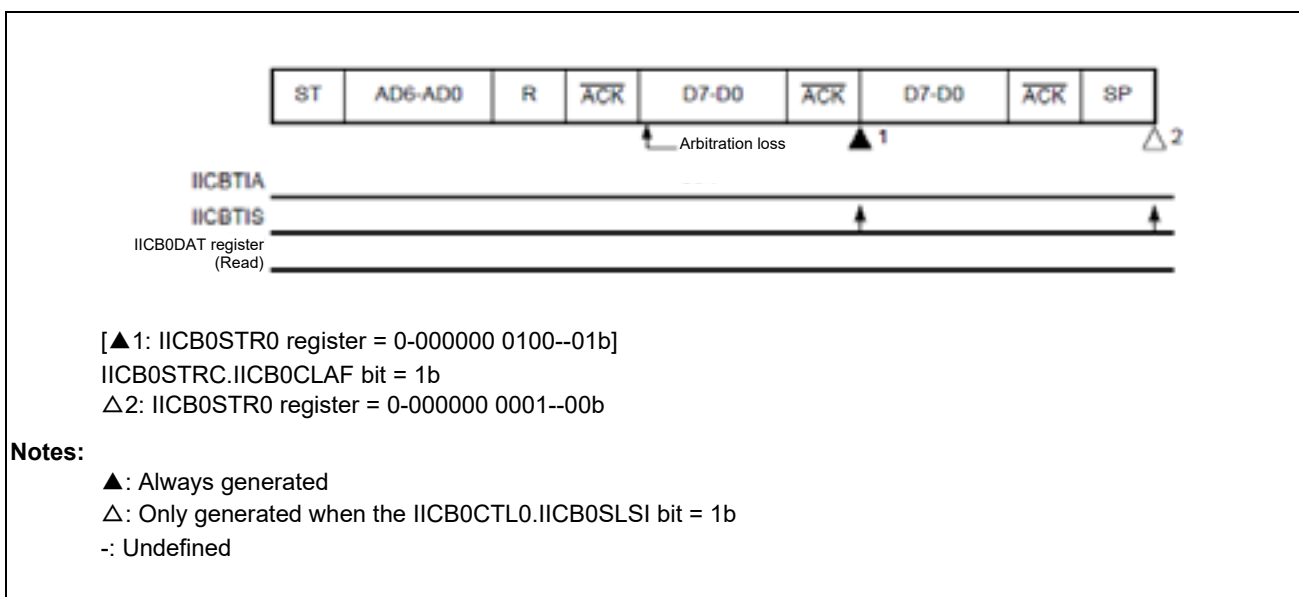 ST AD6-AD0 R ACK D7-D0 ACK D7-D0 ACK SP
Arbitration loss ▲ 1 △ 2
IICBTIA
IICBTIS
IICB0DAT register
(Read)
[▲1: IICB0STR0 register = 0-000000 0100--01b]
IICB0STRC.IICB0CLAF bit = 1b
△2: IICB0STR0 register = 0-000000 0001--00b
Notes:
▲: Always generated
△: Only generated when the IICB0CTL0.IICB0SLSI bit = 1b
-: Undefined